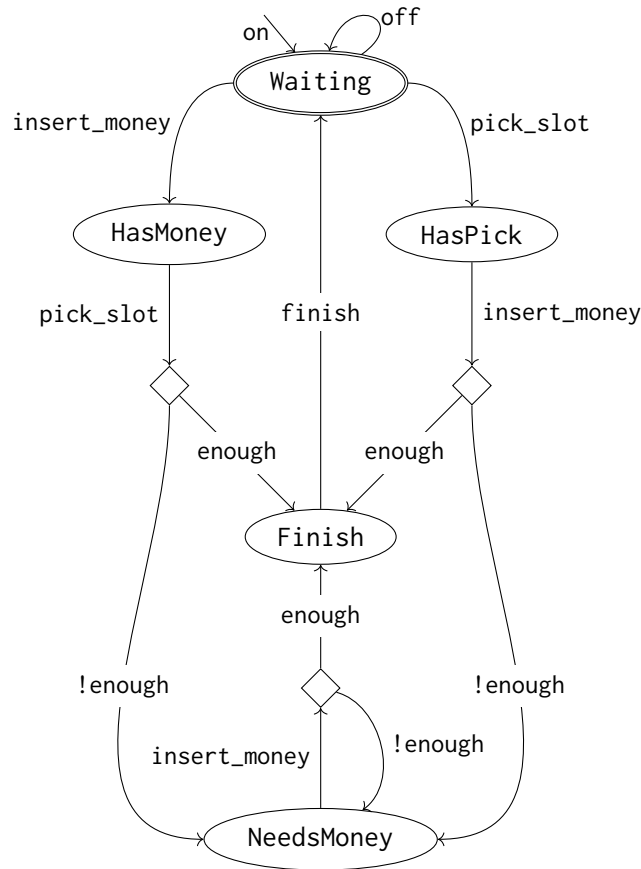 on
off
Waiting
insert_money
pick_slot
HasMoney
HasPick
pick_slot
finish
insert_money
enough
enough
Finish
enough
!enough
!enough
insert_money
!enough
NeedsMoney